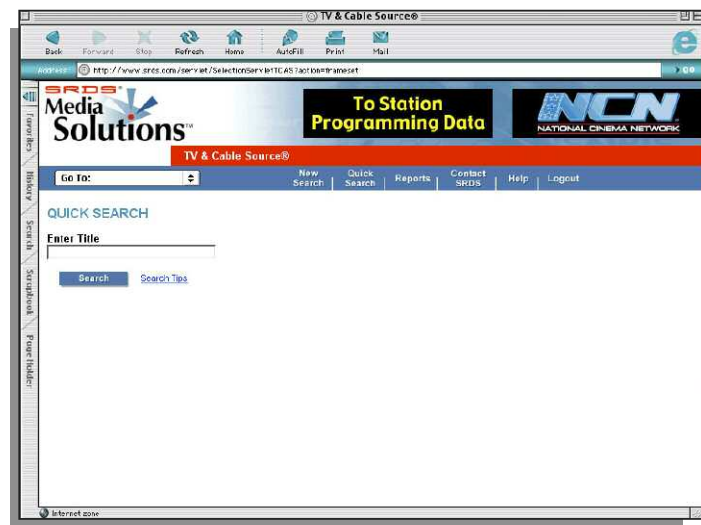 TV & Cable Source®
Back Forward Stop Refresh Home AutoFill Print Mail
Address http://www.srds.com/servlet/SelectionServletTCAS?action=frameset go
SRDS
Media
Solutions™
To Station
Programming Data
NCN
NATIONAL CINEMA NETWORK
TV & Cable Source®
Go To:
New Search
Quick Search
Reports
Contact SRDS
Help
Logout
Favorites
History
Search
Scrapbook
Page Holder
QUICK SEARCH
Enter Title
Search
Search Tips
Internet zone